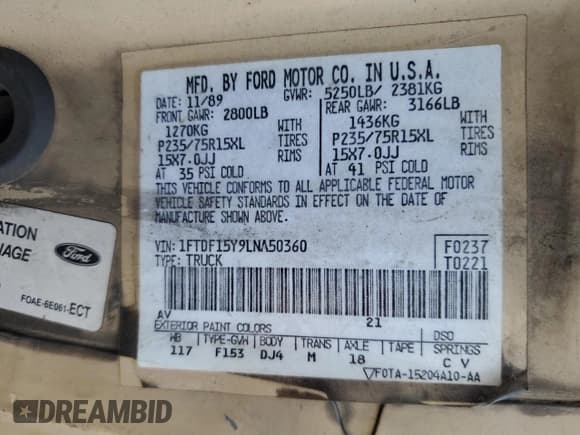 MFD. BY FORD MOTOR CO. IN U.S.A.
DATE: 11/89 GVWR: 5250LB/ 2381KG
FRONT GAWR: 2800LB REAR GAWR: 3166LB
1270KG WITH 1436KG WITH
P235/75R15XL TIRES P235/75R15XL TIRES
15X7.0JJ RIMS 15X7.0JJ RIMS
AT 35 PSI COLD AT 41 PSI COLD
THIS VEHICLE CONFORMS TO ALL APPLICABLE FEDERAL MOTOR
VEHICLE SAFETY STANDARDS IN EFFECT ON THE DATE OF
MANUFACTURE SHOWN ABOVE.
VIN: 1FTDF15Y9LNA50360 F0237
TYPE: TRUCK T0221
AV 21
EXTERIOR PAINT COLORS DSO
WB TYPE-GVW BODY TRANS AXLE TAPE SPRINGS
117 F153 DJ4 M 18 C V
F0TA-15204A10-AA
Ford
FOAE-6E061-ECT
DREAMBID